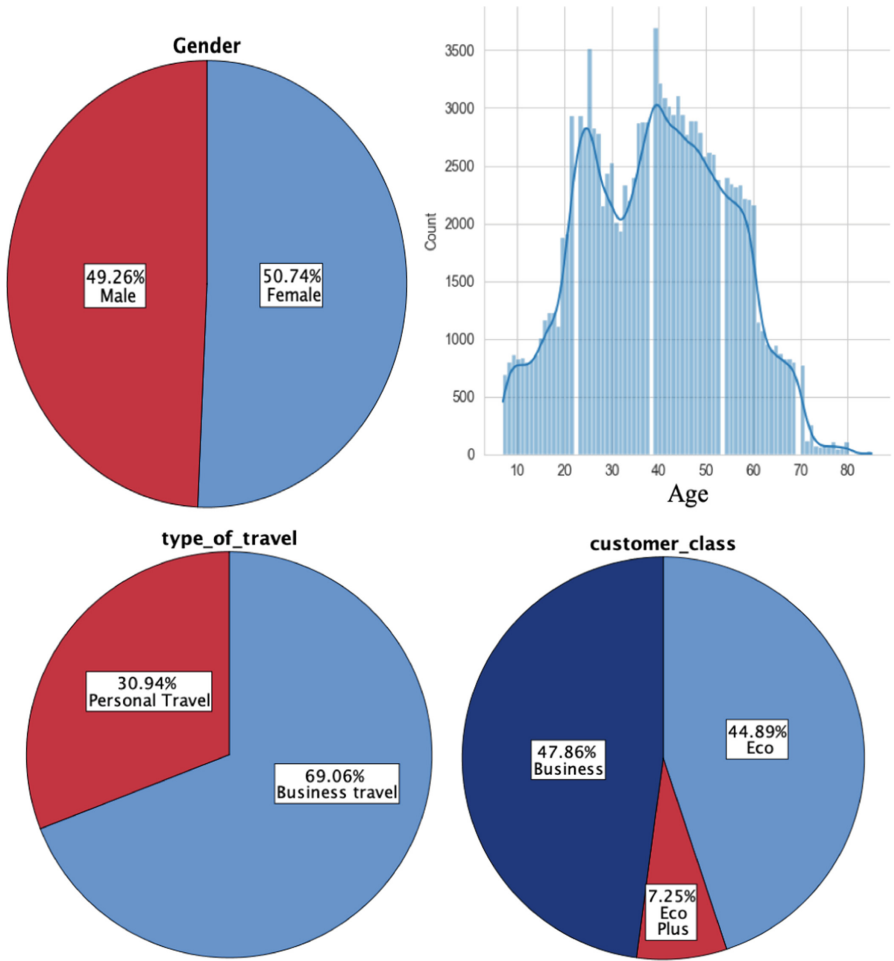 Gender
49.26%
Male
50.74%
Female
3500
3000
2500
2000
1500
1000
500
0
Count
10 20 30 40 50 60 70 80
Age
type_of_travel
30.94%
Personal Travel
69.06%
Business travel
customer_class
47.86%
Business
44.89%
Eco
7.25%
Eco
Plus